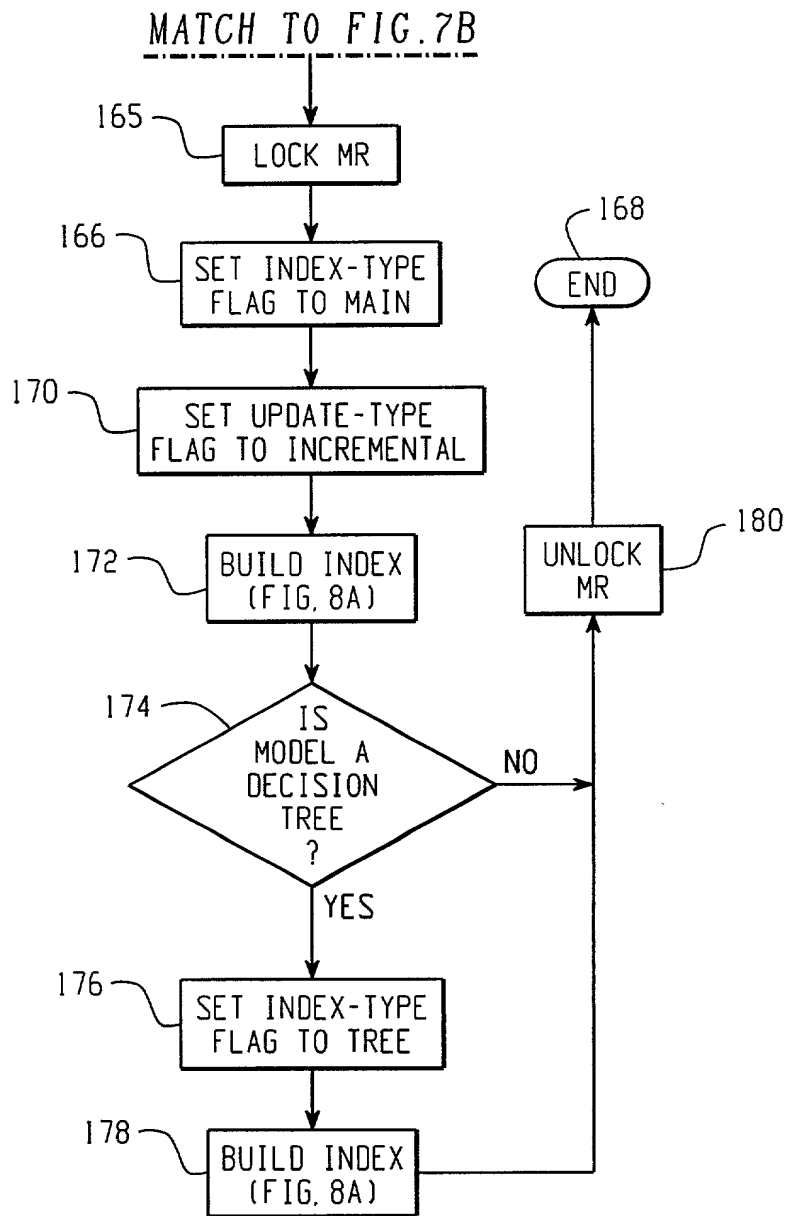 MATCH TO FIG.7B
165
LOCK MR
168
166
SET INDEX-TYPE
FLAG TO MAIN
END
170
SET UPDATE-TYPE
FLAG TO INCREMENTAL
172
BUILD INDEX
(FIG. 8A)
180
UNLOCK
MR
174
IS
MODEL A
DECISION
TREE
?
NO
YES
176
SET INDEX-TYPE
FLAG TO TREE
178
BUILD INDEX
(FIG. 8A)